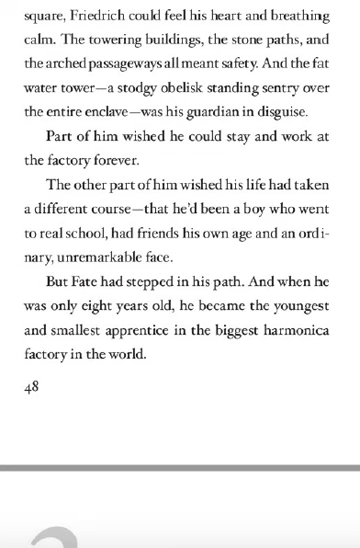 square, Friedrich could feel his heart and breathing
calm. The towering buildings, the stone paths, and
the arched passageways all meant safety. And the fat
water tower—a stodgy obelisk standing sentry over
the entire enclave—was his guardian in disguise.
Part of him wished he could stay and work at
the factory forever.
The other part of him wished his life had taken
a different course—that he'd been a boy who went
to real school, had friends his own age and an ordi-
nary, unremarkable face.
But Fate had stepped in his path. And when he
was only eight years old, he became the youngest
and smallest apprentice in the biggest harmonica
factory in the world.
48